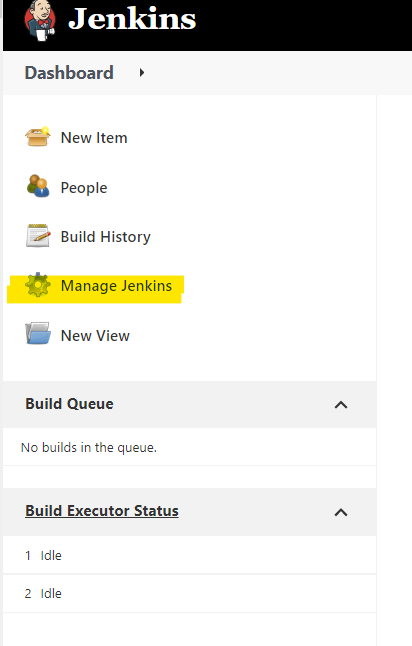 Jenkins
Dashboard
New Item
People
Build History
Manage Jenkins
New View
Build Queue
No builds in the queue.
Build Executor Status
1 Idle
2 Idle